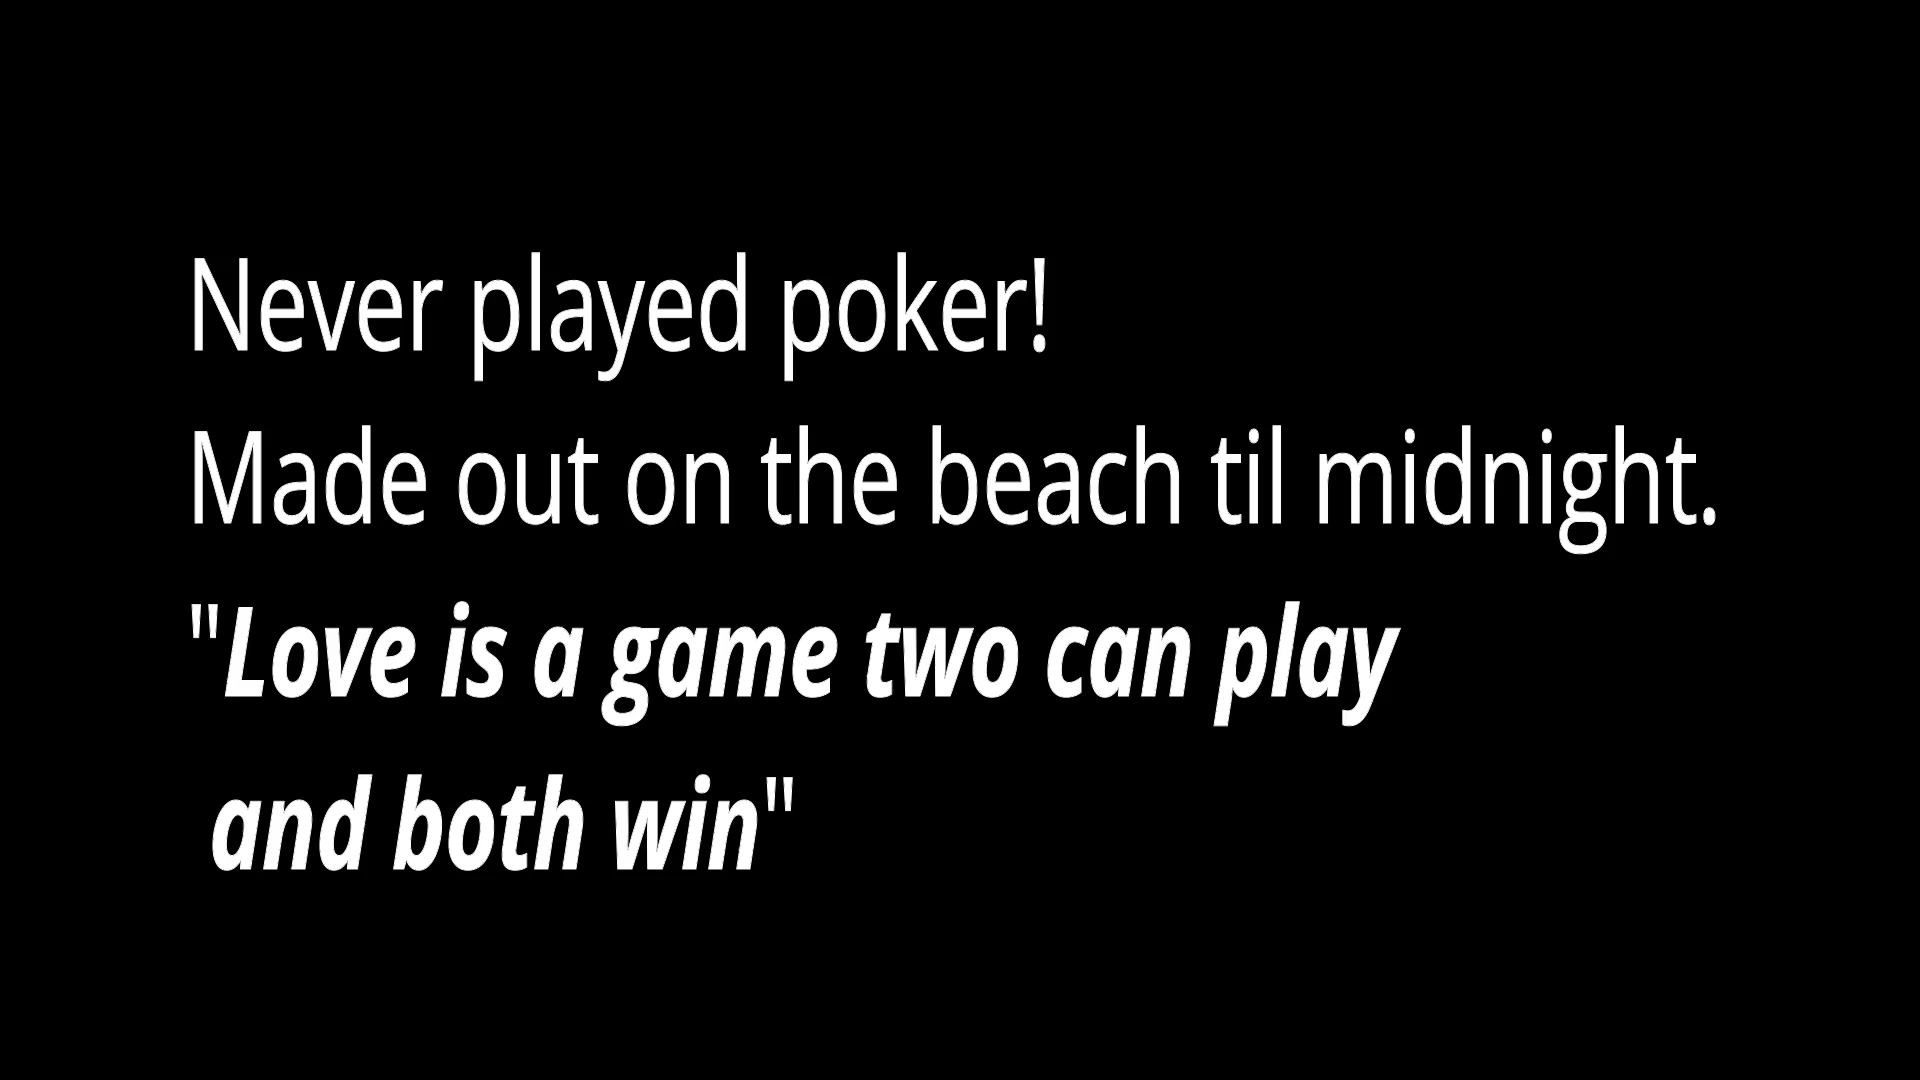 Never played poker!
Made out on the beach til midnight.
"Love is a game two can play
and both win"